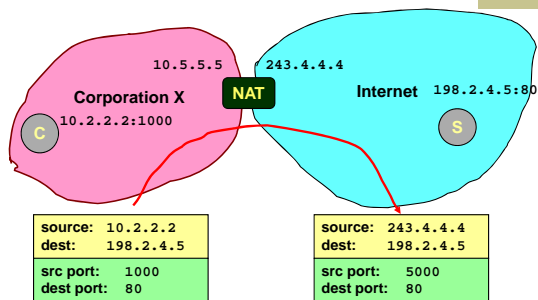 10.5.5.5 243.4.4.4
NAT
Corporation X
Internet
198.2.4.5:80
C
10.2.2.2:1000
S
source: 10.2.2.2
dest: 198.2.4.5
src port: 1000
dest port: 80
source: 243.4.4.4
dest: 198.2.4.5
src port: 5000
dest port: 80